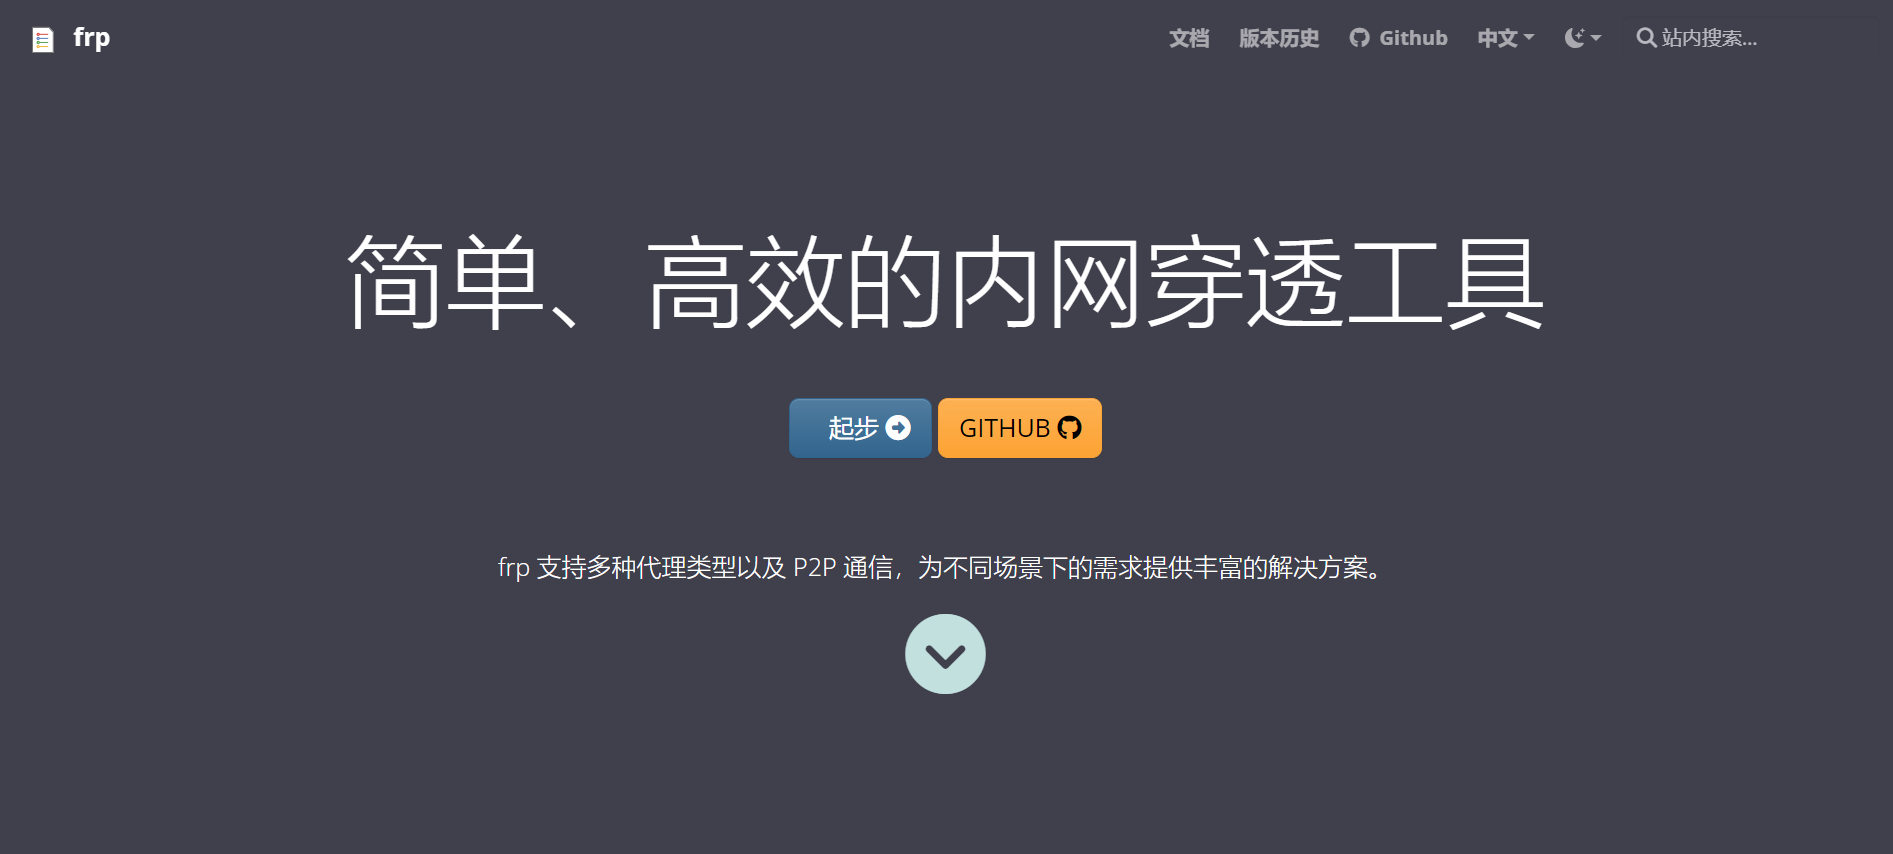 frp
文档 版本历史 Github 中文 站内搜索...
简单、高效的内网穿透工具
起步 GITHUB
frp 支持多种代理类型以及 P2P 通信，为不同场景下的需求提供丰富的解决方案。